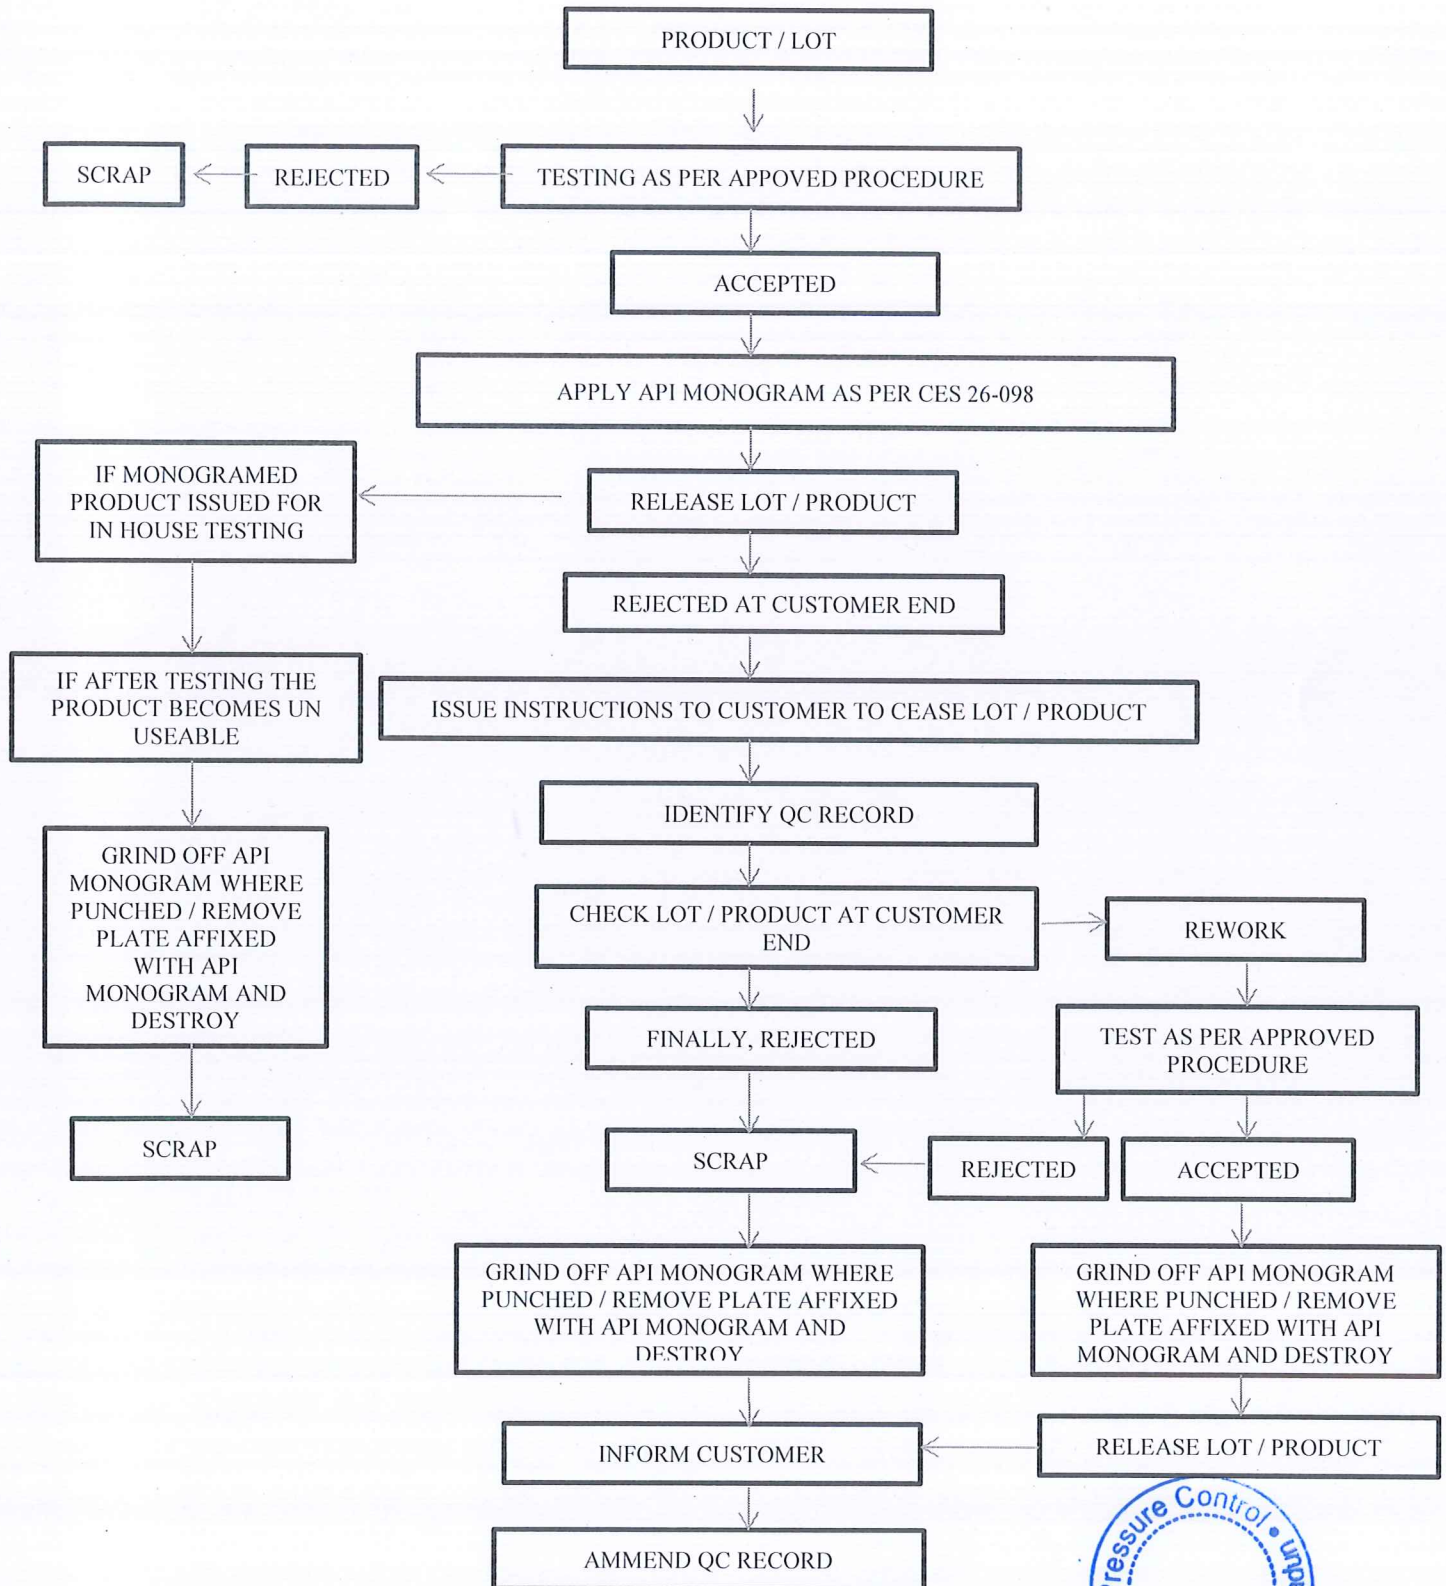 PRODUCT / LOT
SCRAP
REJECTED
TESTING AS PER APPOVED PROCEDURE
ACCEPTED
APPLY API MONOGRAM AS PER CES 26-098
IF MONOGRAMED
PRODUCT ISSUED FOR
IN HOUSE TESTING
RELEASE LOT / PRODUCT
REJECTED AT CUSTOMER END
IF AFTER TESTING THE
PRODUCT BECOMES UN
USEABLE
ISSUE INSTRUCTIONS TO CUSTOMER TO CEASE LOT / PRODUCT
IDENTIFY QC RECORD
GRIND OFF API
MONOGRAM WHERE
PUNCHED / REMOVE
PLATE AFFIXED
WITH API
MONOGRAM AND
DESTROY
CHECK LOT / PRODUCT AT CUSTOMER
END
REWORK
FINALLY, REJECTED
TEST AS PER APPROVED
PROCEDURE
SCRAP
SCRAP
REJECTED
ACCEPTED
GRIND OFF API MONOGRAM WHERE
PUNCHED / REMOVE PLATE AFFIXED
WITH API MONOGRAM AND
DESTROY
GRIND OFF API MONOGRAM
WHERE PUNCHED / REMOVE
PLATE AFFIXED WITH API
MONOGRAM AND DESTROY
INFORM CUSTOMER
RELEASE LOT / PRODUCT
AMMEND QC RECORD
Pressure Control •